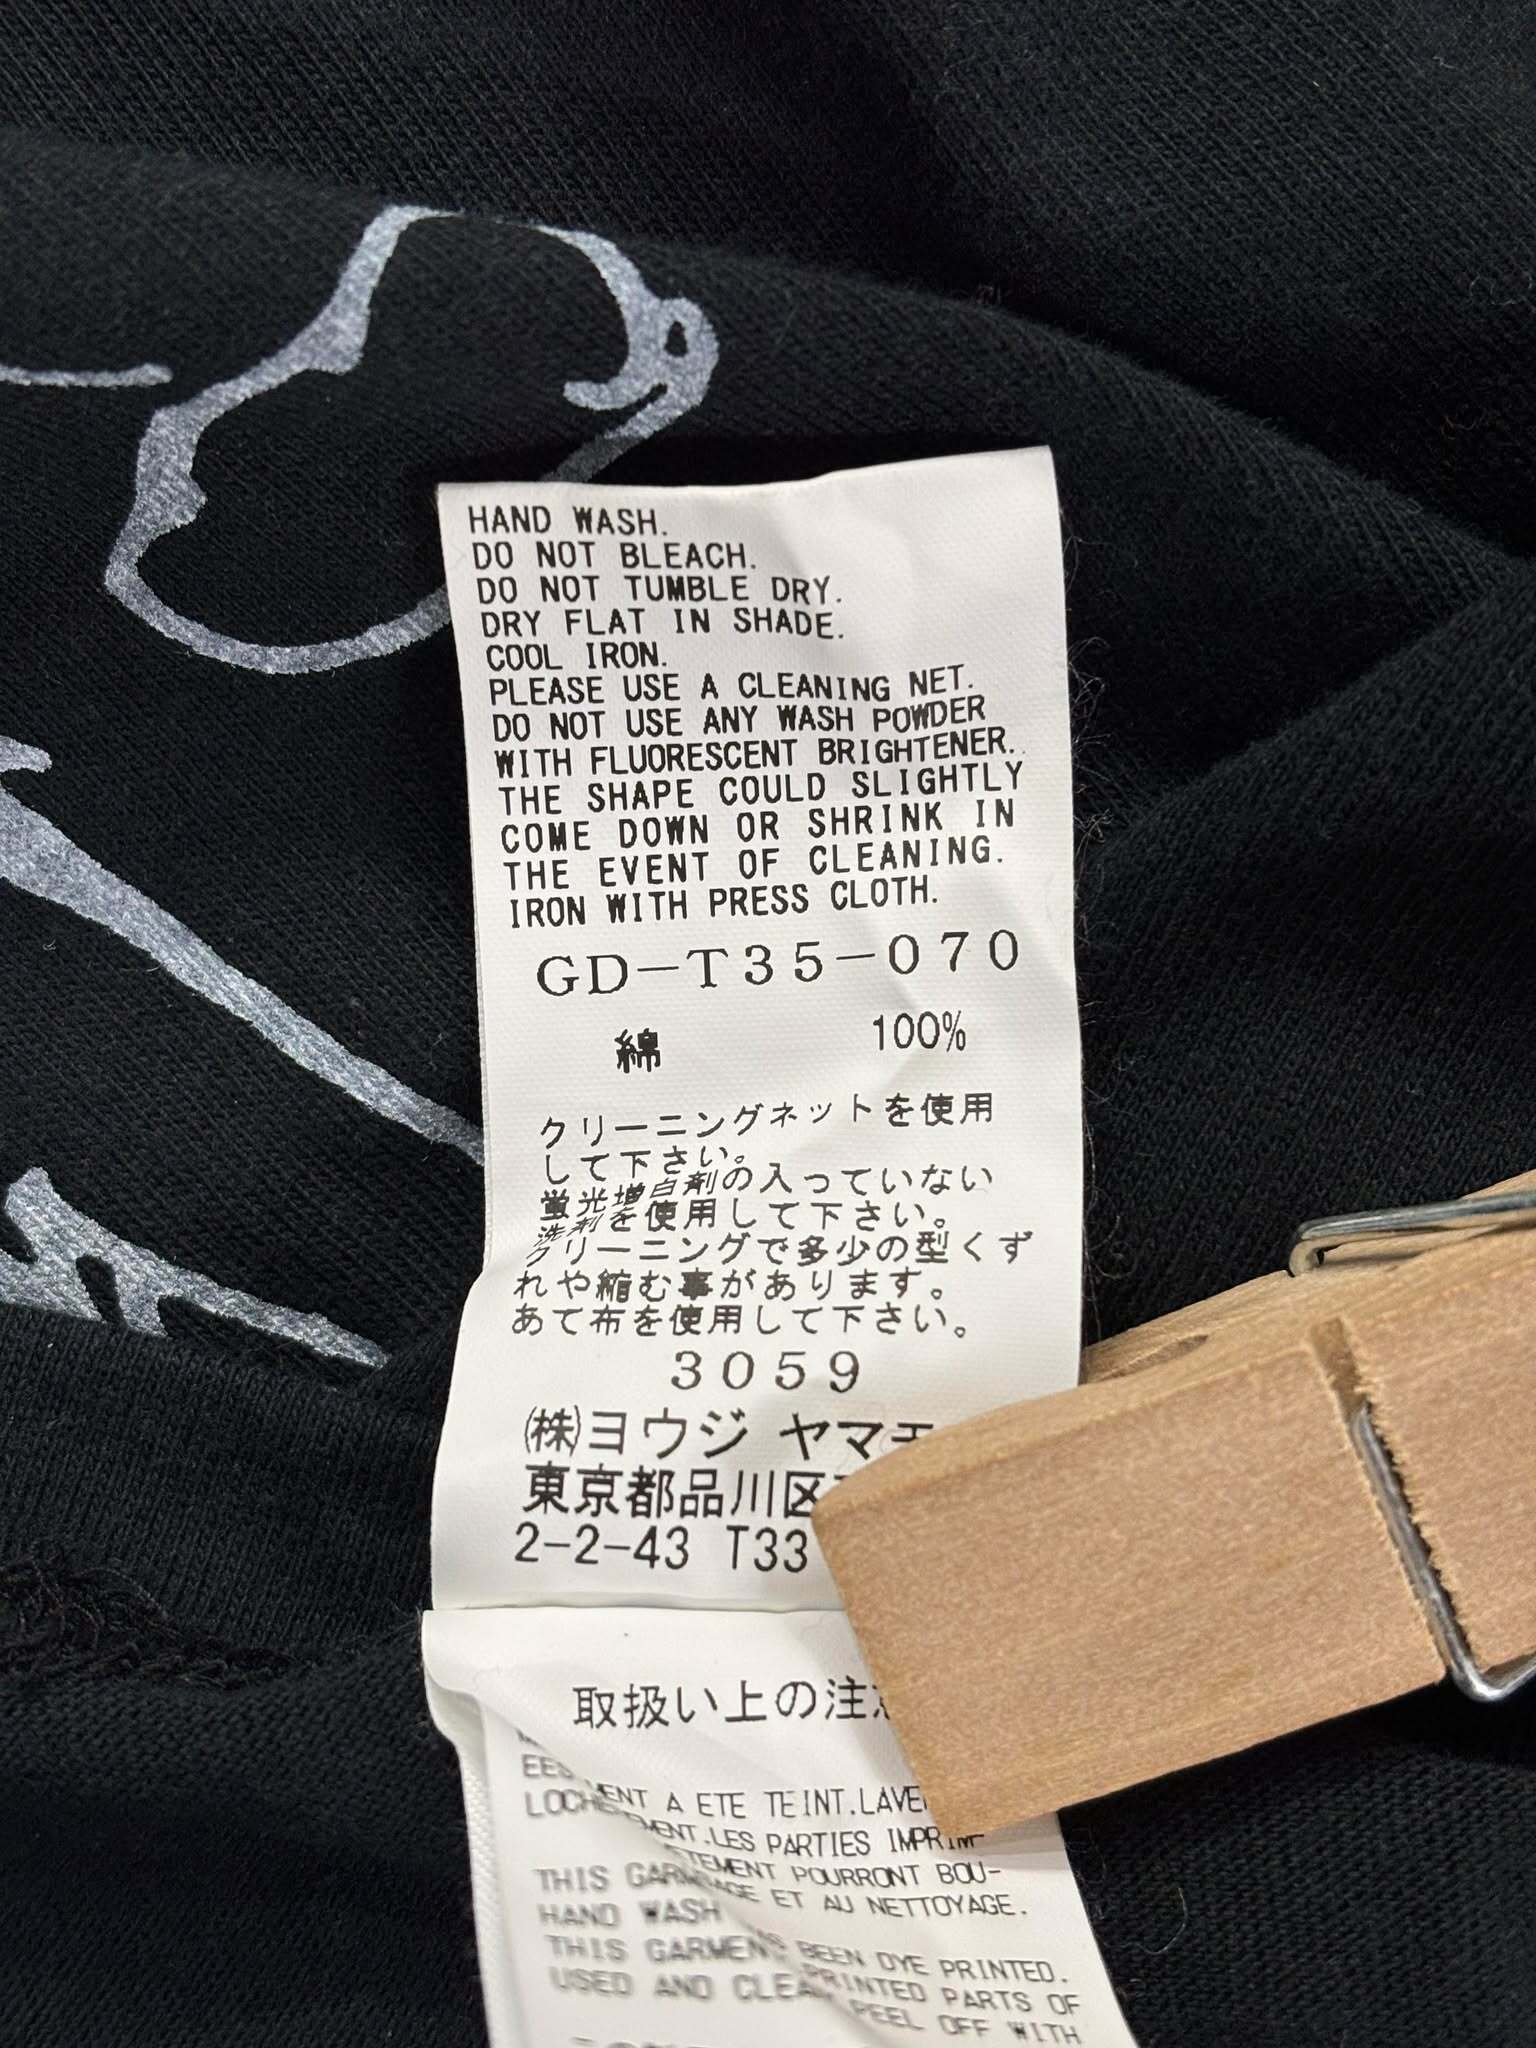 HAND WASH.
DO NOT BLEACH.
DO NOT TUMBLE DRY.
DRY FLAT IN SHADE.
COOL IRON.
PLEASE USE A CLEANING NET.
DO NOT USE ANY WASH POWDER
WITH FLUORESCENT BRIGHTENER.
THE SHAPE COULD SLIGHTLY
COME DOWN OR SHRINK IN
THE EVENT OF CLEANING.
IRON WITH PRESS CLOTH.
GD-T35-070
綿 100%
クリーニングネットを使用
して下さい。
蛍光増白剤の入っていない
洗剤を使用して下さい。
クリーニングで多少の型くず
れや縮む事があります。
あて布を使用して下さい。
3059
(株)ヨウジ ヤマモ
東京都品川区
2-2-43 T33
取扱い上の注
A ETE TEINT.LAVE
LES PARTIES IMPRIM-
POURRONT BOU-
ET AU NETTOYAGE.
THIS
HAND WASH
THIS GARMEN BEEN DYE PRINTED.
USED AND CLEA PRINTED PARTS OF
PEEL OFF WITH